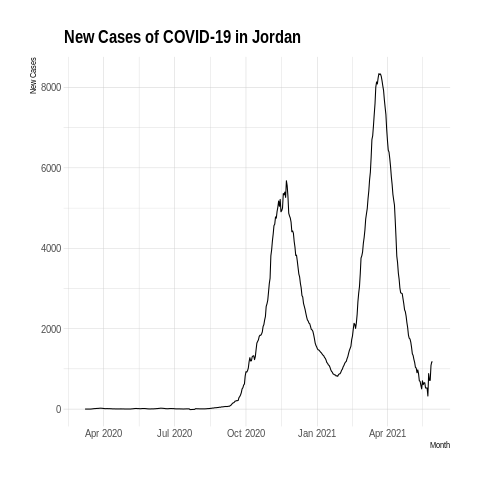 New Cases of COVID-19 in Jordan
New Cases
8000
6000
4000
2000
0
Apr 2020 Jul 2020 Oct 2020 Jan 2021 Apr 2021
Month